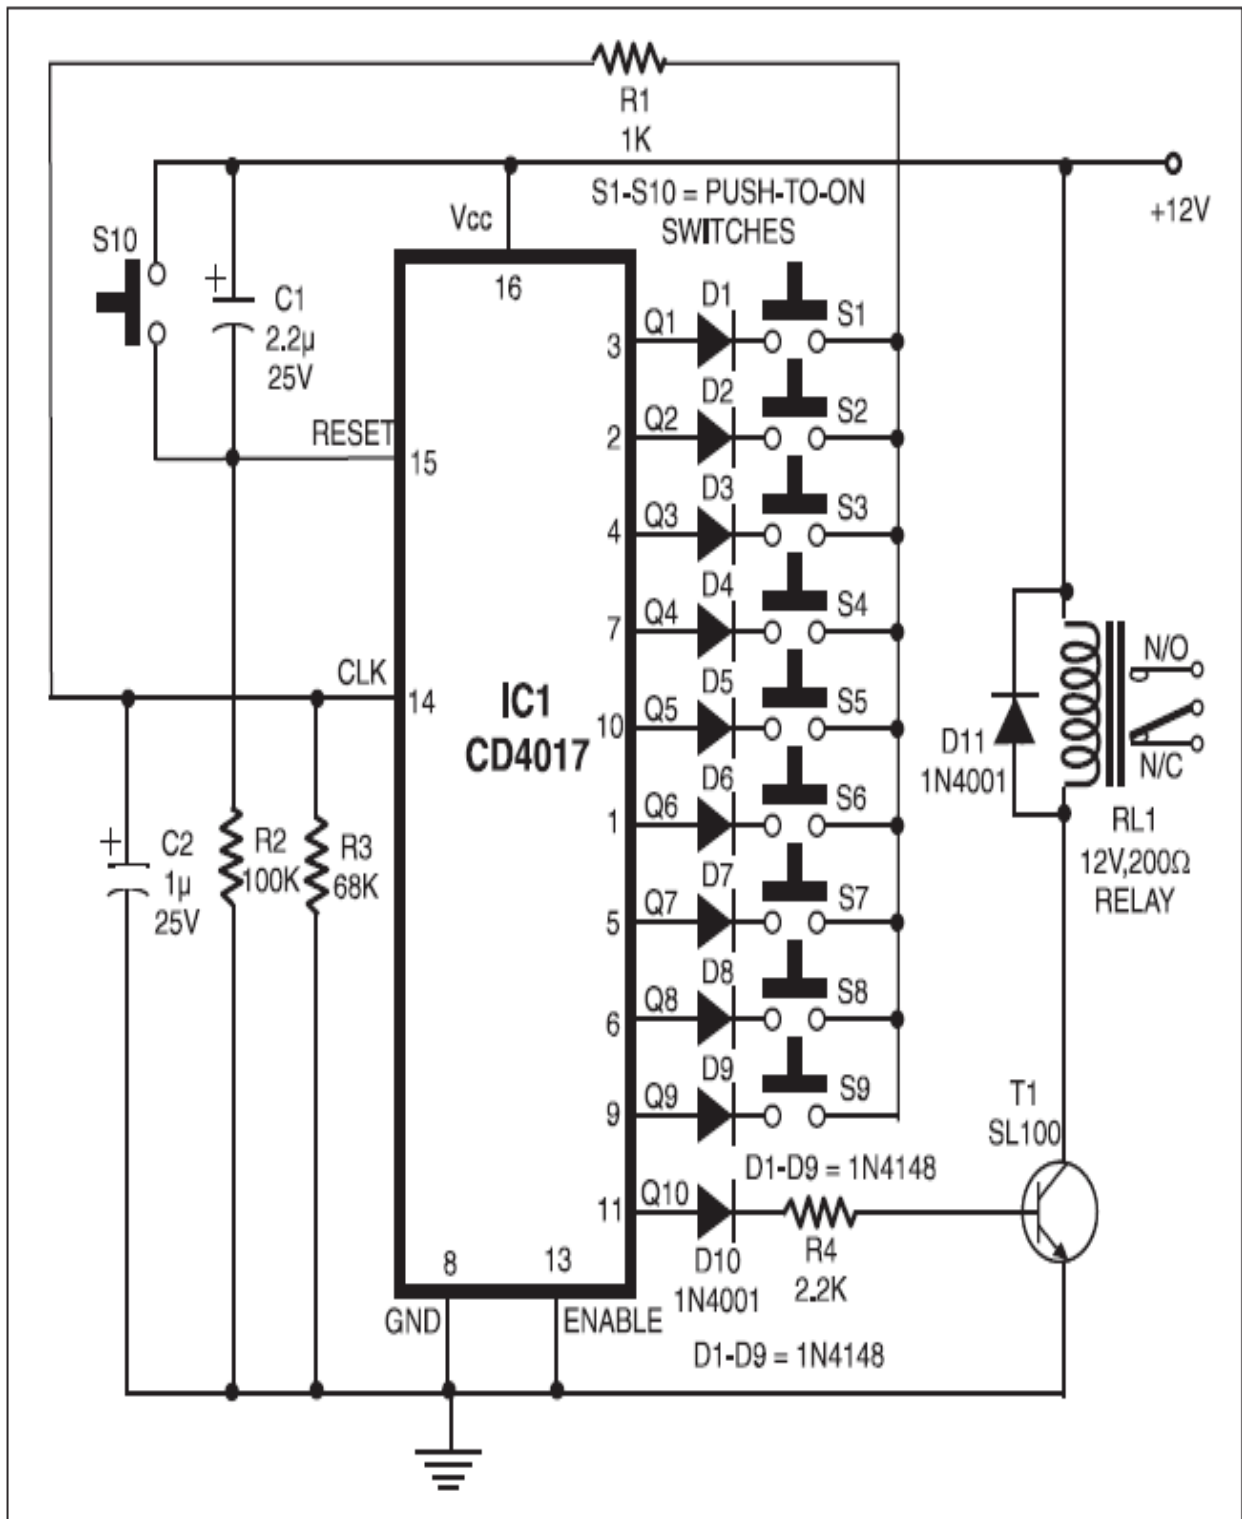 R1
1K
S1-S10 = PUSH-TO-ON
SWITCHES
+12V
Vcc
16
S10
+
C1
2.2µ
25V
RESET
15
CLK
14
IC1
CD4017
3
Q1
D1
S1
2
Q2
D2
S2
4
Q3
D3
S3
7
Q4
D4
S4
10
Q5
D5
S5
1
Q6
D6
S6
5
Q7
D7
S7
6
Q8
D8
S8
9
Q9
D9
S9
N/O
N/C
D11
1N4001
RL1
12V,200Ω
RELAY
+
C2
1µ
25V
R2
100K
R3
68K
T1
SL100
D1-D9 = 1N4148
11
Q10
D10
1N4001
R4
2.2K
8
13
GND
ENABLE
D1-D9 = 1N4148